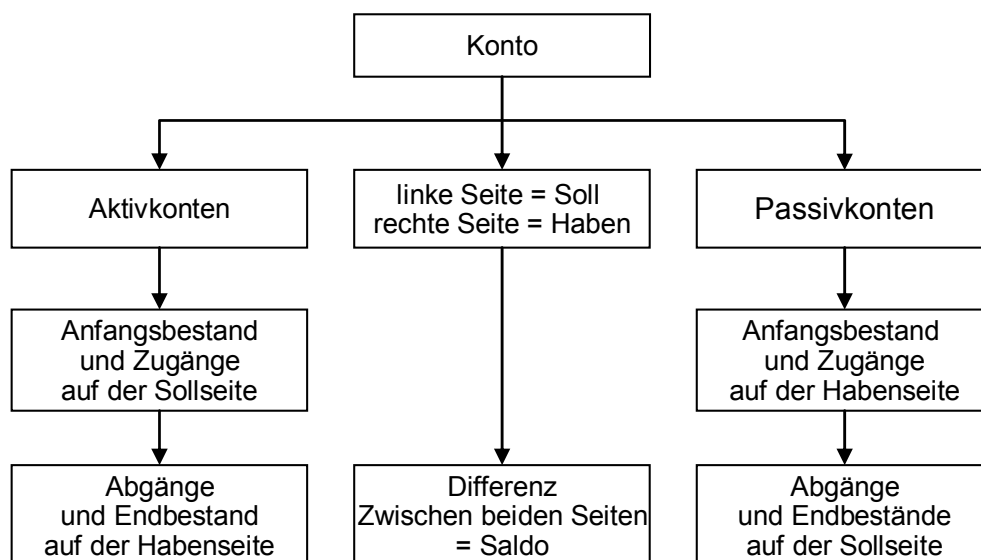 Konto
Aktivkonten
linke Seite = Soll
rechte Seite = Haben
Passivkonten
Anfangsbestand
und Zugänge
auf der Sollseite
Anfangsbestand
und Zugänge
auf der Habenseite
Abgänge
und Endbestand
auf der Habenseite
Differenz
Zwischen beiden Seiten
= Saldo
Abgänge
und Endbestände
auf der Sollseite